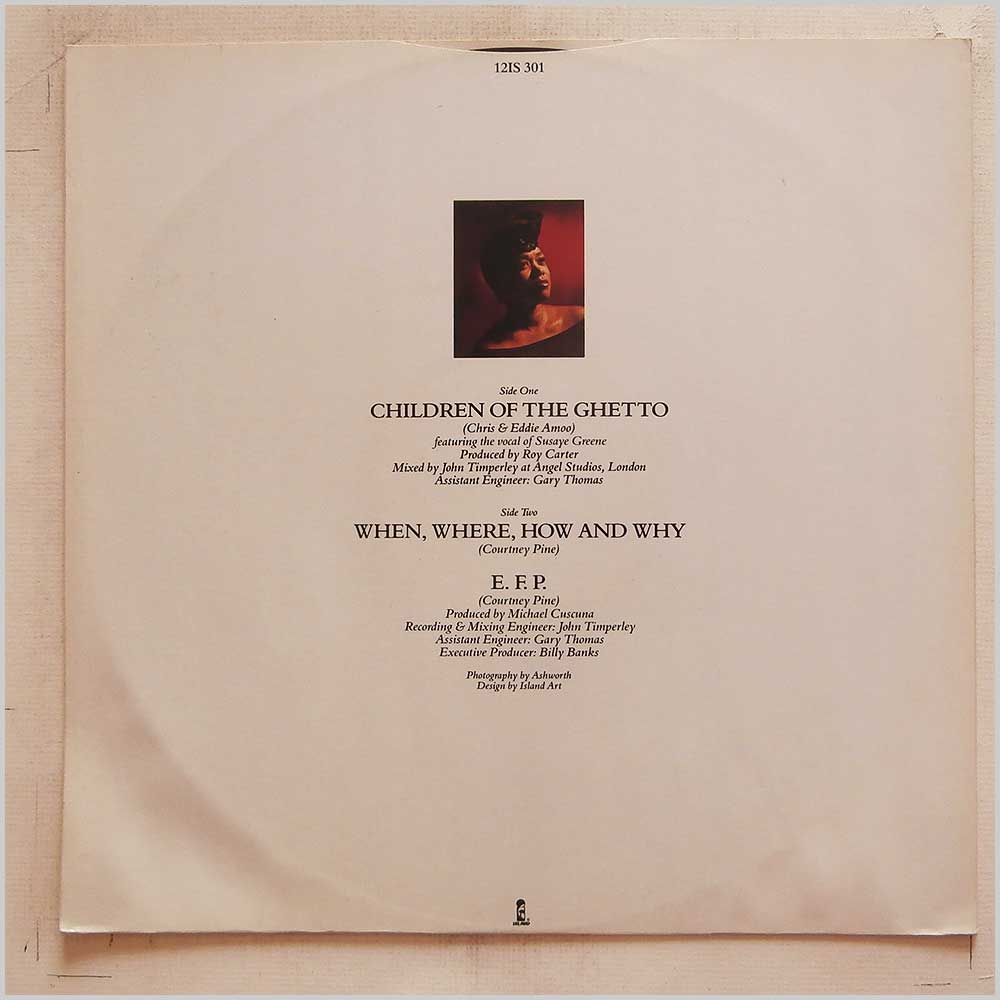 12IS 301
Side One
CHILDREN OF THE GHETTO
(Chris & Eddie Amoo)
featuring the vocal of Susaye Greene
Produced by Roy Carter
Mixed by John Timperley at Angel Studios, London
Assistant Engineer: Gary Thomas
Side Two
WHEN, WHERE, HOW AND WHY
(Courtney Pine)
E. F. P.
(Courtney Pine)
Produced by Michael Cuscuna
Recording & Mixing Engineer: John Timperley
Assistant Engineer: Gary Thomas
Executive Producer: Billy Banks
Photography by Ashworth
Design by Island Art
ISLAND